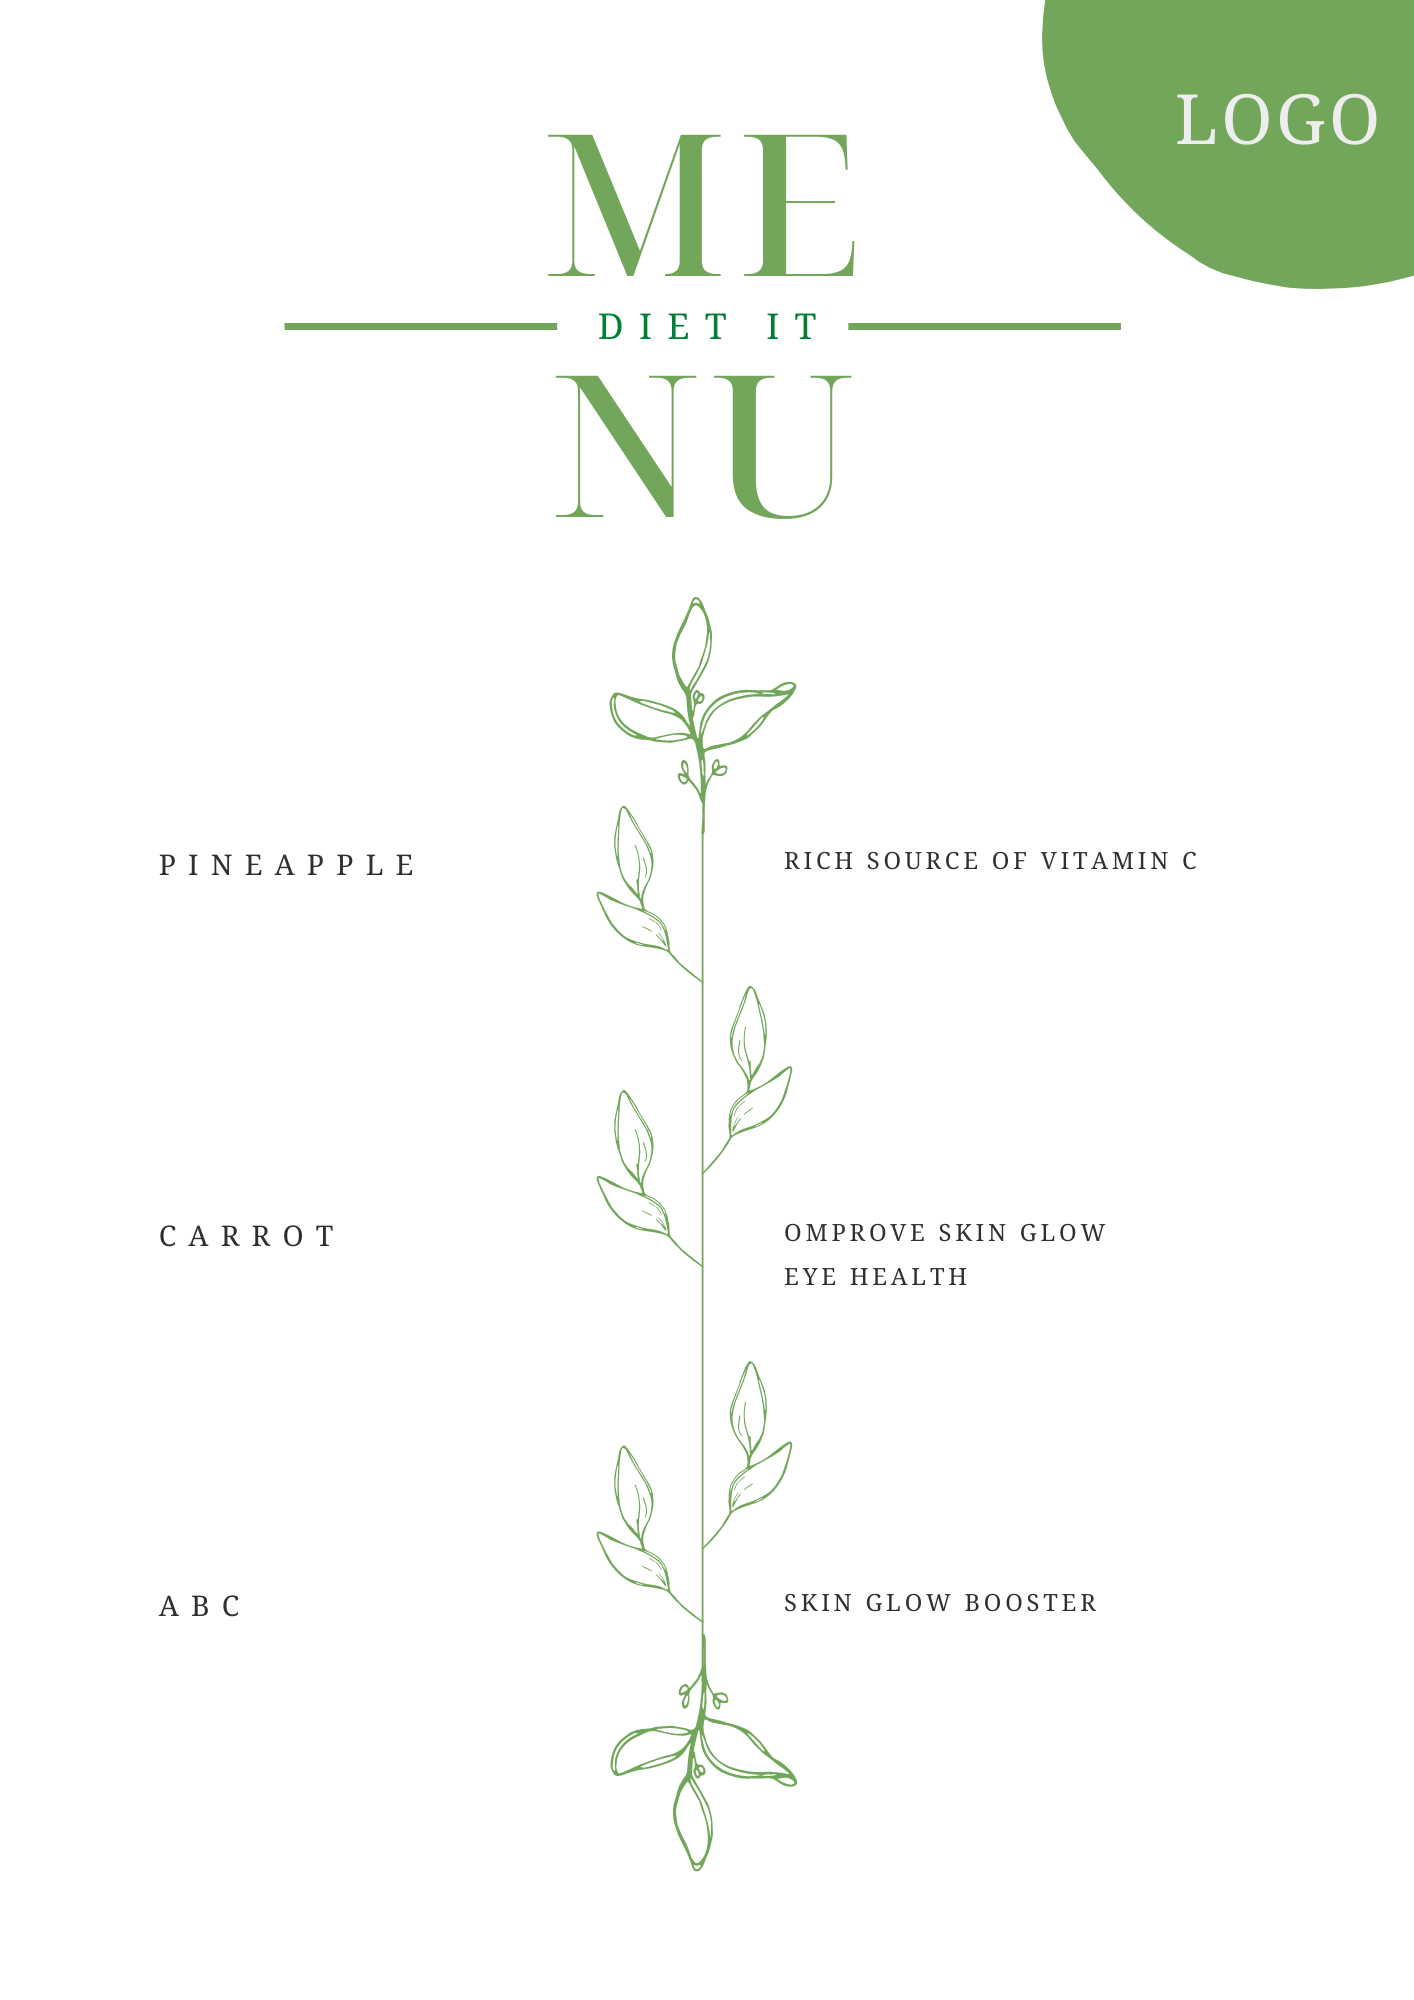 LOGO
ME
DIET IT
NU
PINEAPPLE
RICH SOURCE OF VITAMIN C
CARROT
OMPROVE SKIN GLOW
EYE HEALTH
ABC
SKIN GLOW BOOSTER